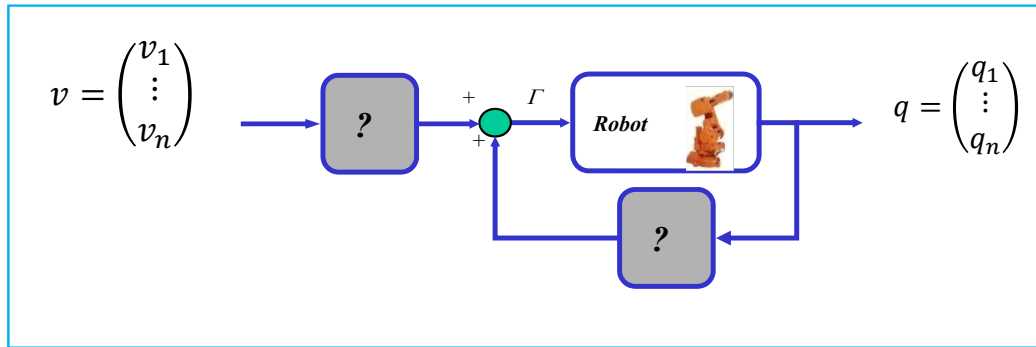 v = (v₁ ⋮ vₙ)
+ Γ
? Robot
+
q = (q₁ ⋮ qₙ)
?